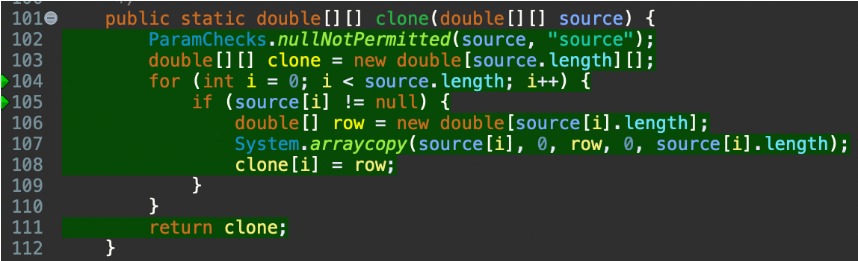 101    public static double[][] clone(double[][] source) {
102        ParamChecks.nullNotPermitted(source, "source");
103        double[][] clone = new double[source.length][];
104        for (int i = 0; i < source.length; i++) {
105            if (source[i] != null) {
106                double[] row = new double[source[i].length];
107                System.arraycopy(source[i], 0, row, 0, source[i].length);
108                clone[i] = row;
109            }
110        }
111        return clone;
112    }